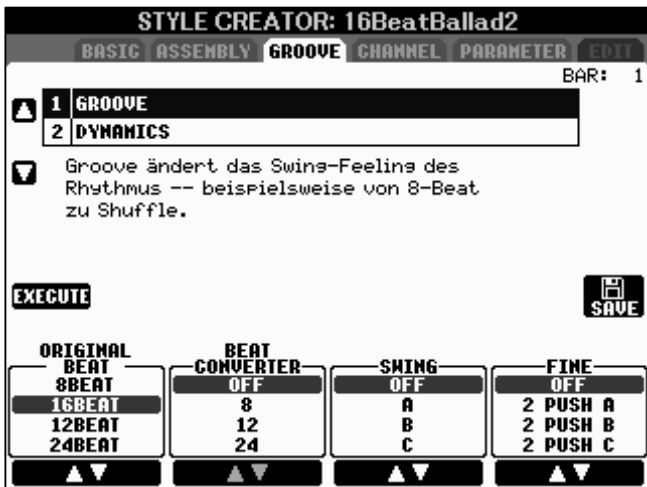 STYLE CREATOR: 16BeatBallad2
BASIC ASSEMBLY GROOVE CHANNEL PARAMETER EDIT
BAR: 1
1 GROOVE
2 DYNAMICS
Groove ändert das Swing-Feeling des
Rhythmus -- beispielsweise von 8-Beat
zu Shuffle.
EXECUTE
SAVE
ORIGINAL BEAT
8BEAT
16BEAT
12BEAT
24BEAT
BEAT CONVERTER
OFF
8
12
24
SWING
OFF
A
B
C
FINE
OFF
2 PUSH A
2 PUSH B
2 PUSH C